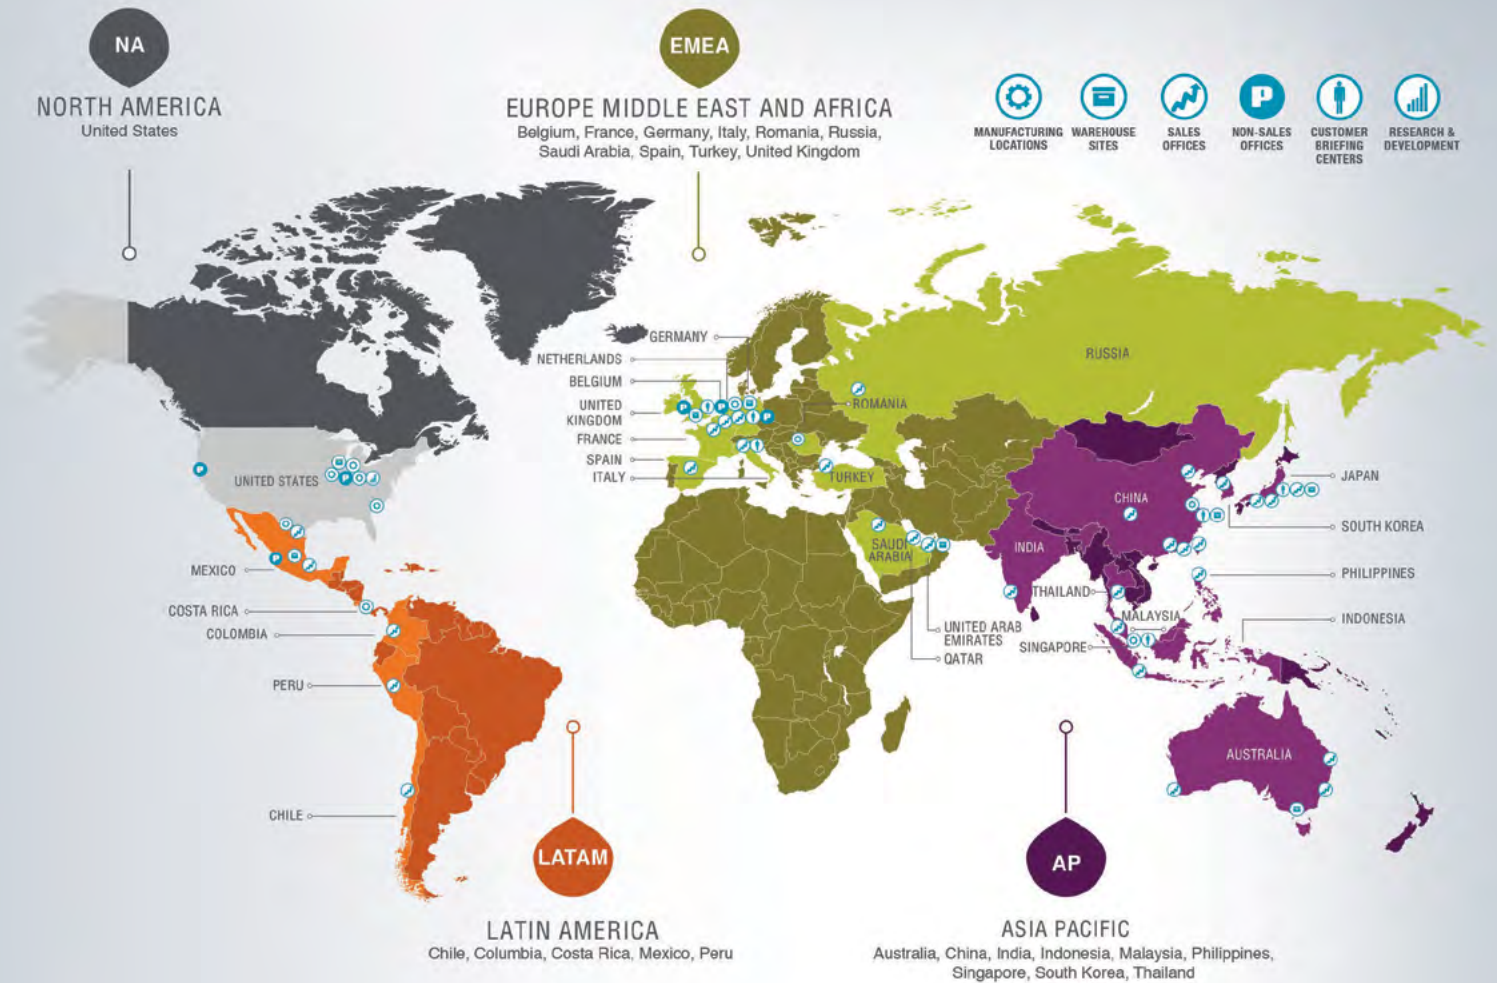 NA
NORTH AMERICA
United States
EMEA
EUROPE MIDDLE EAST AND AFRICA
Belgium, France, Germany, Italy, Romania, Russia,
Saudi Arabia, Spain, Turkey, United Kingdom
P
MANUFACTURING
LOCATIONS
WAREHOUSE
SITES
SALES
OFFICES
NON-SALES
OFFICES
CUSTOMER
BRIEFING
CENTERS
RESEARCH &
DEVELOPMENT
GERMANY
NETHERLANDS
BELGIUM
UNITED
KINGDOM
FRANCE
SPAIN
ITALY
ROMANIA
RUSSIA
TURKEY
UNITED STATES
P
P
P
P
P
P
MEXICO
COSTA RICA
COLOMBIA
PERU
CHILE
SAUDI
ARABIA
UNITED ARAB
EMIRATES
QATAR
CHINA
INDIA
JAPAN
SOUTH KOREA
PHILIPPINES
THAILAND
MALAYSIA
SINGAPORE
INDONESIA
AUSTRALIA
LATAM
LATIN AMERICA
Chile, Columbia, Costa Rica, Mexico, Peru
AP
ASIA PACIFIC
Australia, China, India, Indonesia, Malaysia, Philippines,
Singapore, South Korea, Thailand